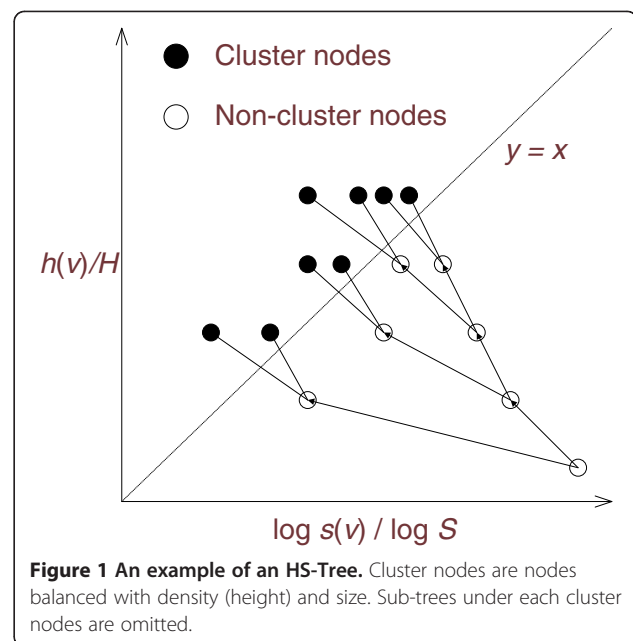 Cluster nodes
Non-cluster nodes
y = x
h(v)/H
log s(v) / log S
Figure 1 An example of an HS-Tree. Cluster nodes are nodes
balanced with density (height) and size. Sub-trees under each cluster
nodes are omitted.